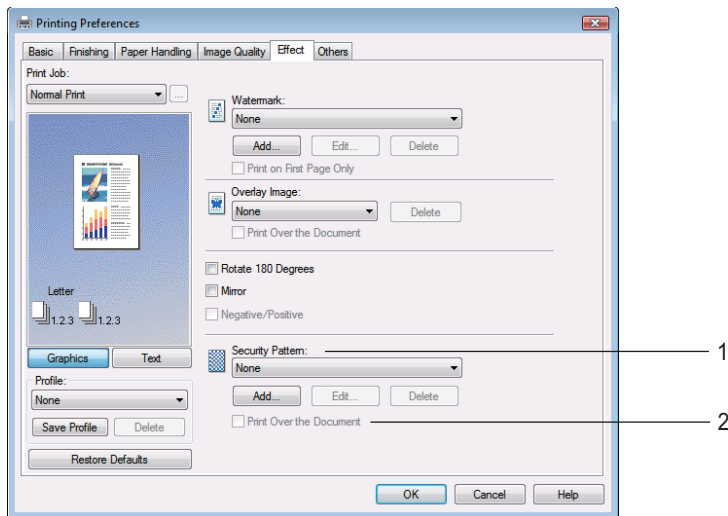 Printing Preferences
Basic Finishing Paper Handling Image Quality Effect Others
Print Job:
Normal Print ...
Letter
1.2.3 1.2.3
Graphics Text
Profile:
None
Save Profile Delete
Restore Defaults
Watermark:
None
Add... Edit... Delete
Print on First Page Only
Overlay Image:
None Delete
Print Over the Document
Rotate 180 Degrees
Mirror
Negative/Positive
Security Pattern: 1
None
Add... Edit... Delete
Print Over the Document 2
OK Cancel Help